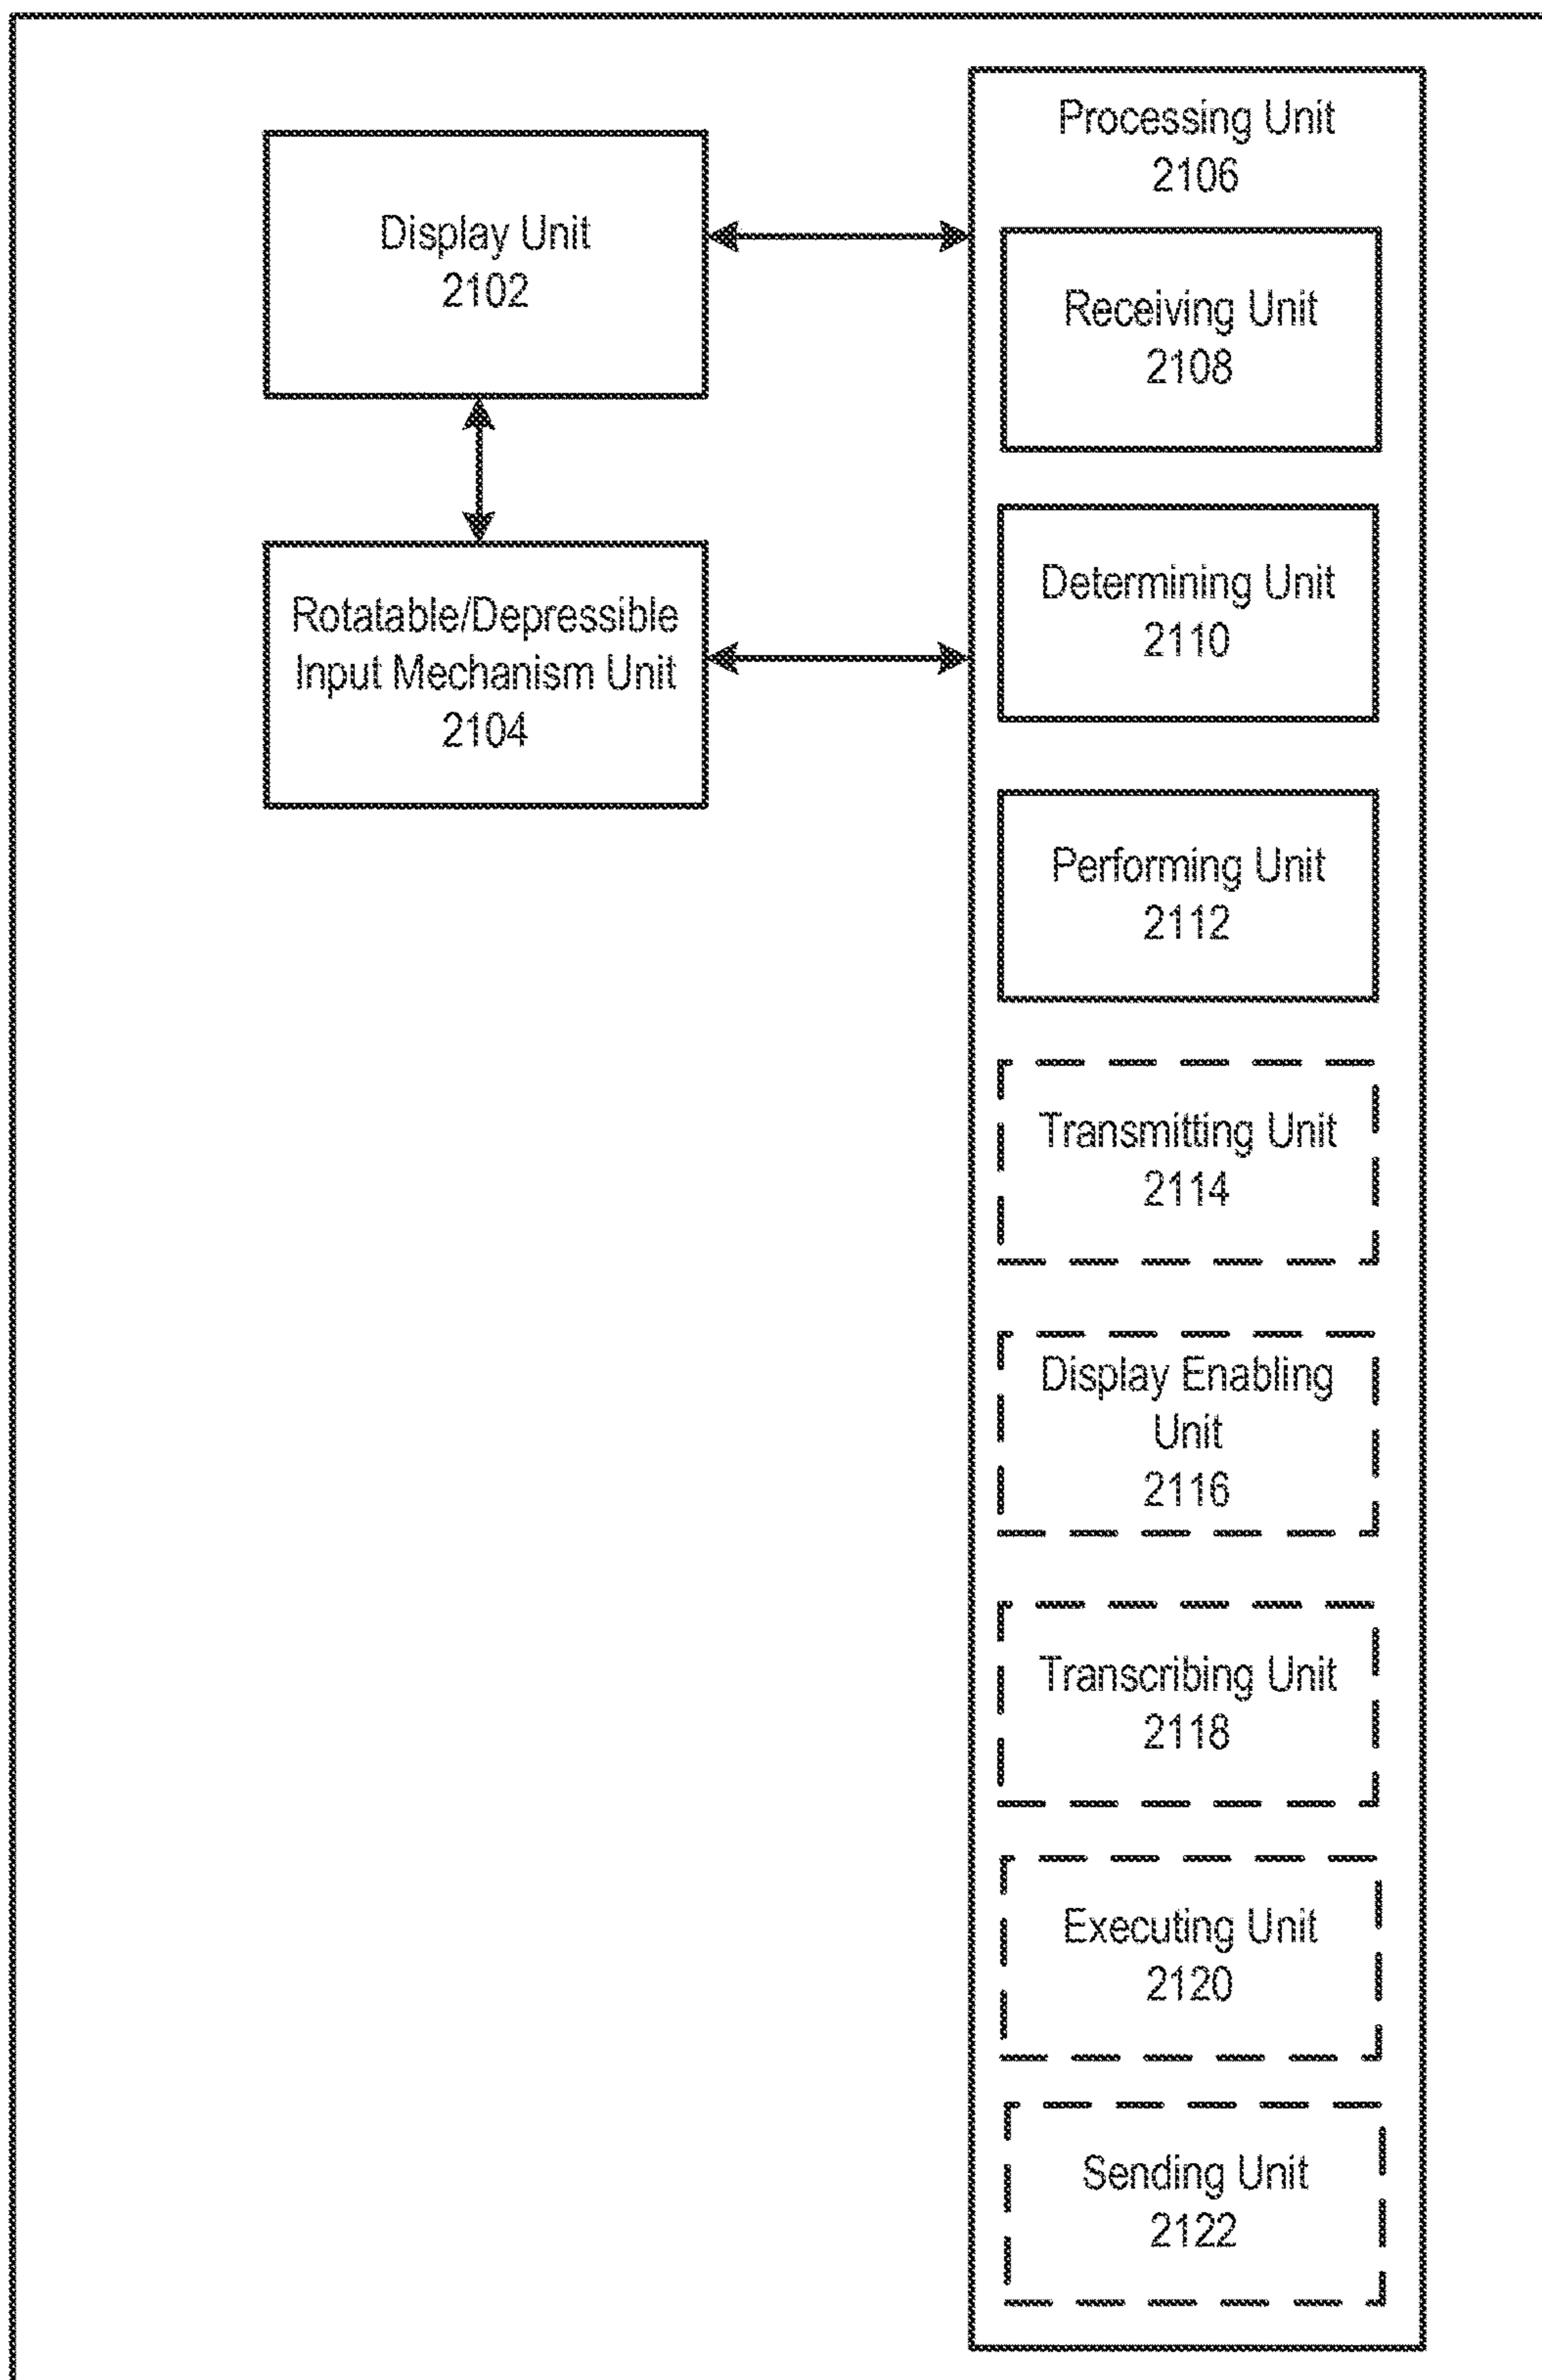 Display Unit
2102
Rotatable/Depressible
Input Mechanism Unit
2104
Processing Unit
2106
Receiving Unit
2108
Determining Unit
2110
Performing Unit
2112
Transmitting Unit
2114
Display Enabling
Unit
2116
Transcribing Unit
2118
Executing Unit
2120
Sending Unit
2122